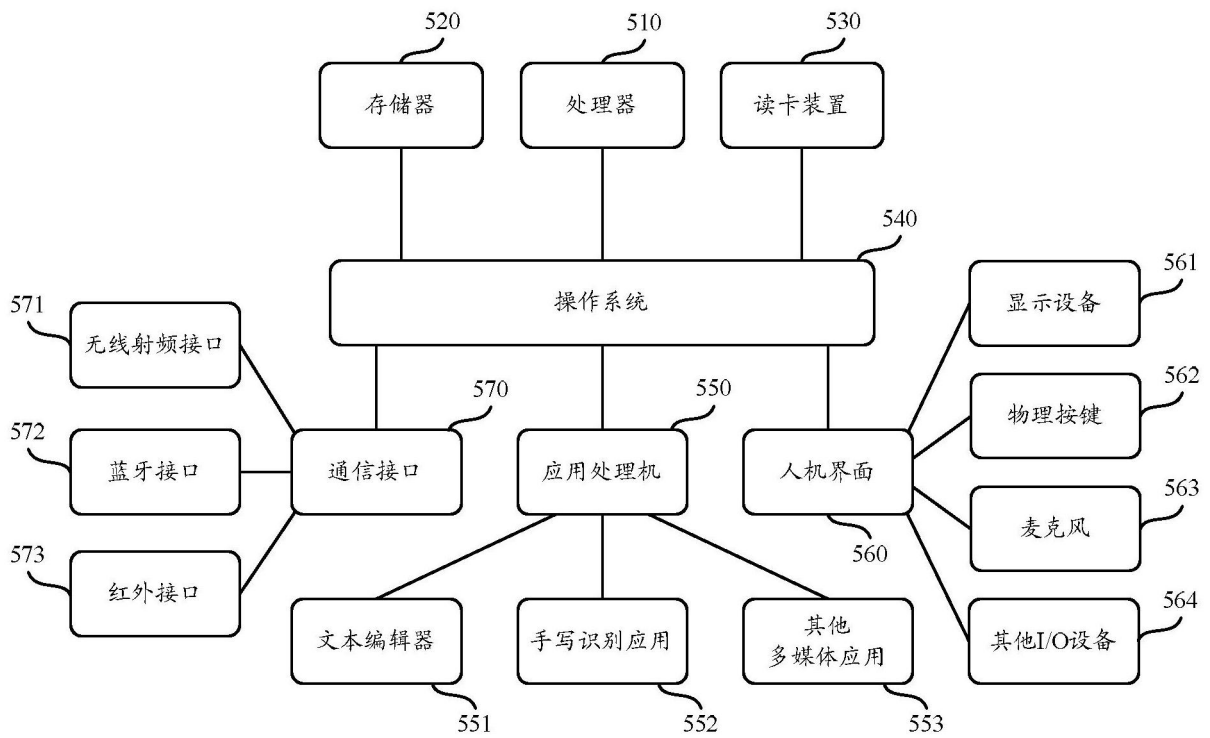 520
510
530
存储器
处理器
读卡装置
540
操作系统
561
显示设备
571
无线射频接口
562
物理按键
570
550
572
蓝牙接口
通信接口
应用处理机
人机界面
563
麦克风
560
573
红外接口
564
其他I/O设备
文本编辑器
手写识别应用
其他
多媒体应用
551
552
553